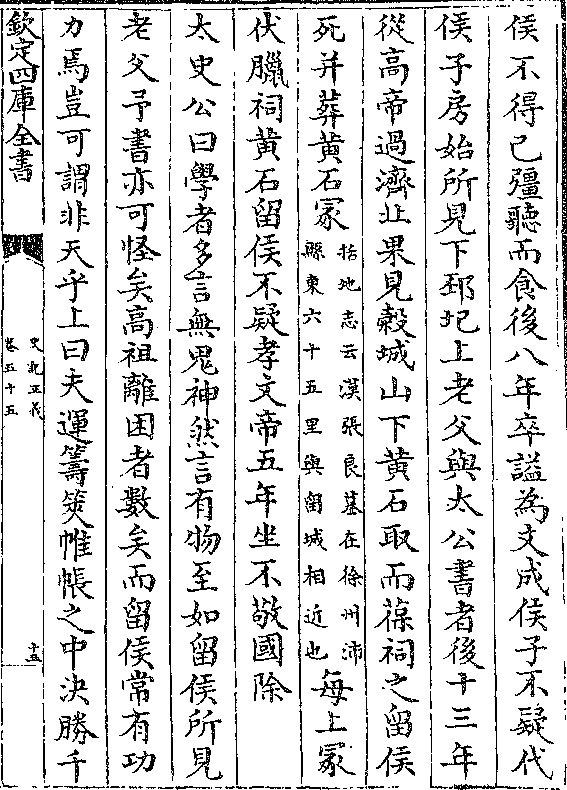 侯不得已彊聽而食後八年卒諡為文成侯子不疑代
侯子房始所見下邳圯上老父與太公書者後十三年
從高帝過濟北果見穀城山下黃石取而葆祠之留侯
死并葬黃石冢括地志云漢張良墓在徐州沛縣東六十五里與留城相近也每上冢
伏臘祠黃石留侯不疑孝文帝五年坐不敬國除
太史公曰學者多言無鬼神然言有物至如留侯所見
老父予書亦可怪矣高祖離困者數矣而留侯常有功
力焉豈可謂非天乎上曰夫運籌筴帷帳之中決勝千
欽定四庫全書
史記正義
卷五十五
十五